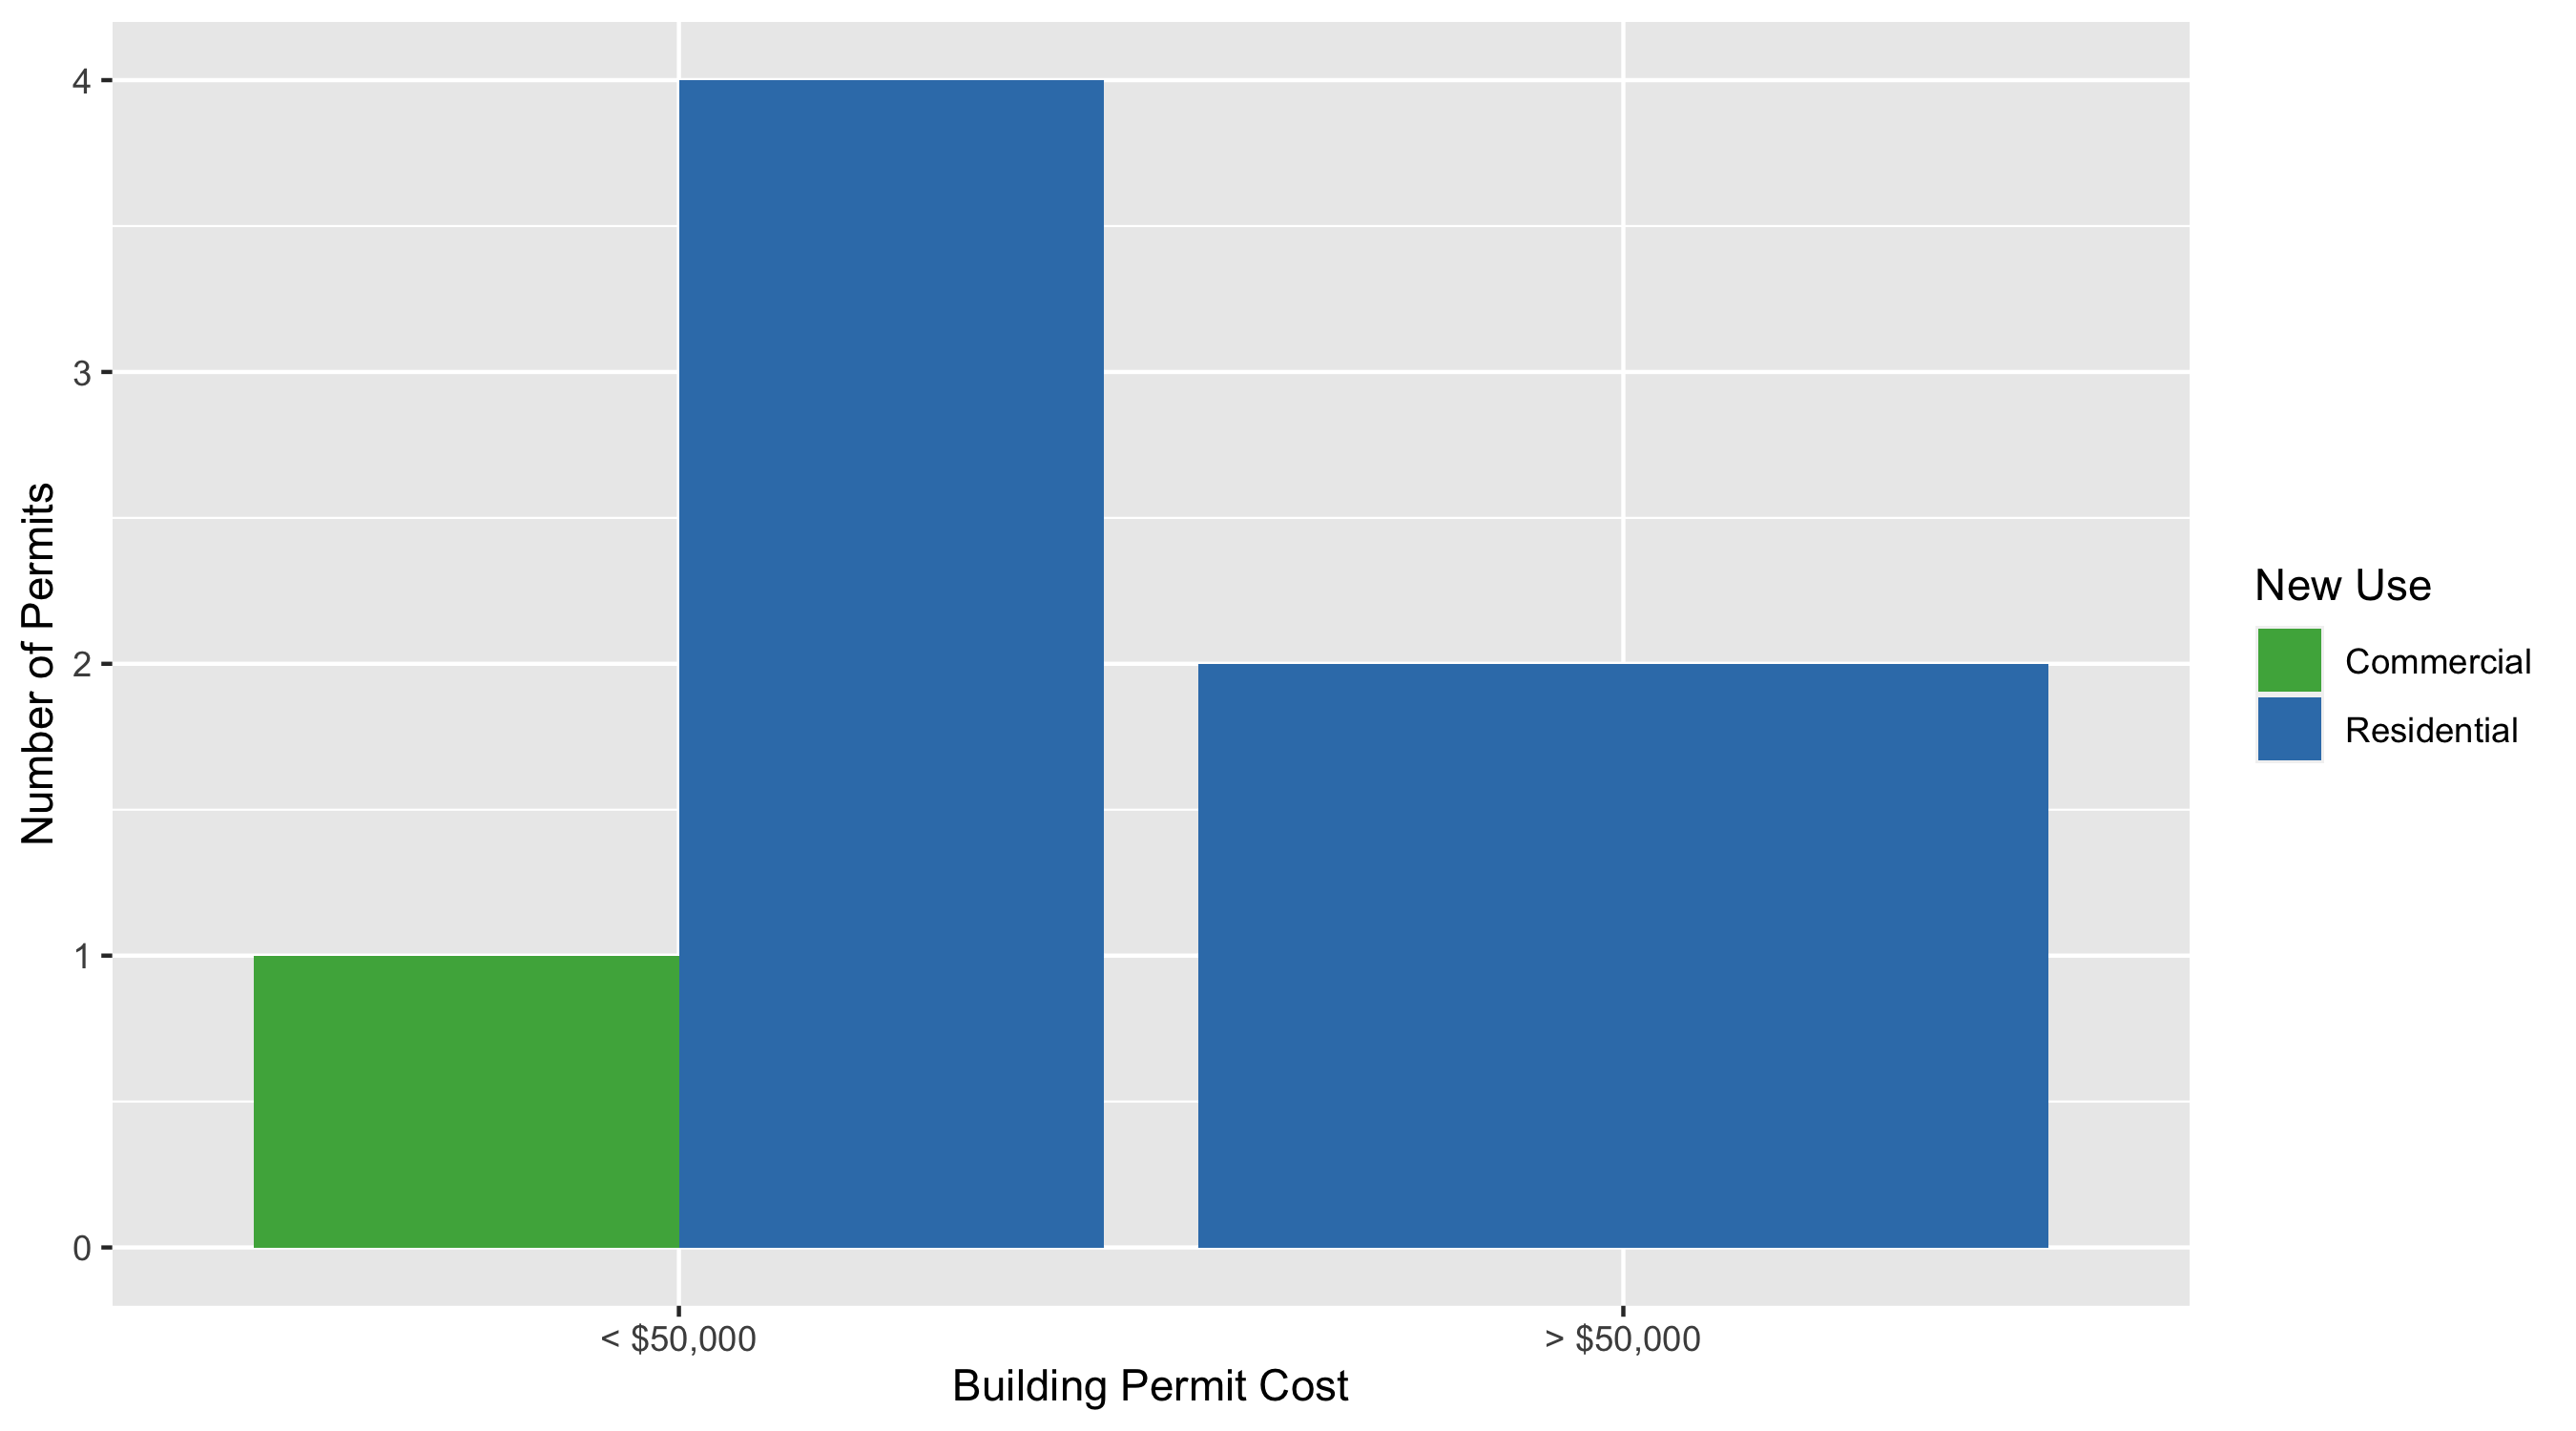 4
3
2
1
0
Number of Permits
< $50,000
> $50,000
Building Permit Cost
New Use
Commercial
Residential